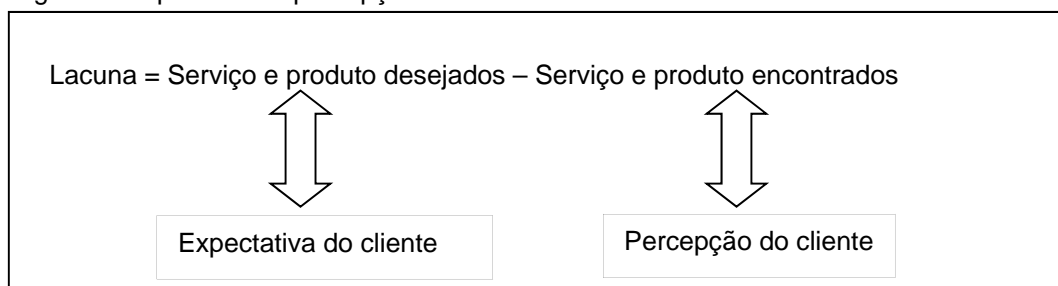 Lacuna = Serviço e produto desejados – Serviço e produto encontrados
Expectativa do cliente
Percepção do cliente